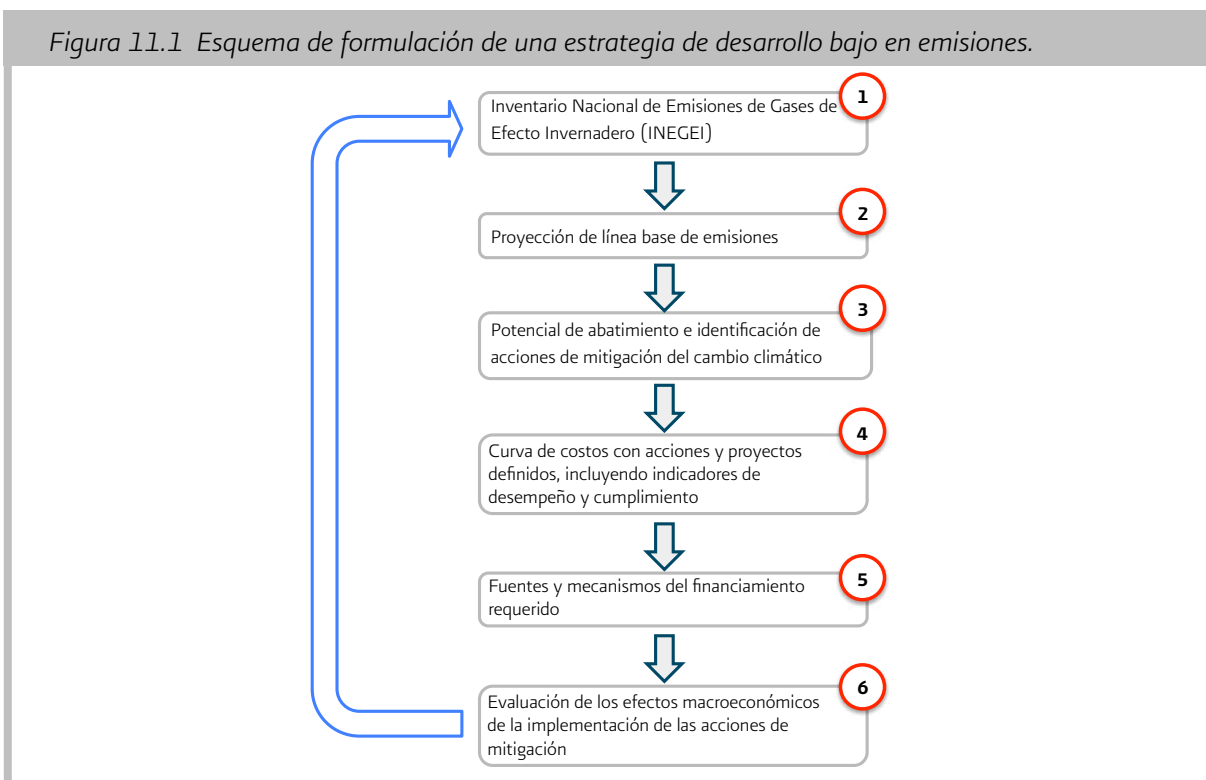 Figura 11.1 Esquema de formulación de una estrategia de desarrollo bajo en emisiones.
1
Inventario Nacional de Emisiones de Gases de
Efecto Invernadero (INEGEI)
2
Proyección de línea base de emisiones
3
Potencial de abatimiento e identificación de
acciones de mitigación del cambio climático
4
Curva de costos con acciones y proyectos
definidos, incluyendo indicadores de
desempeño y cumplimiento
5
Fuentes y mecanismos del financiamiento
requerido
6
Evaluación de los efectos macroeconómicos
de la implementación de las acciones de
mitigación